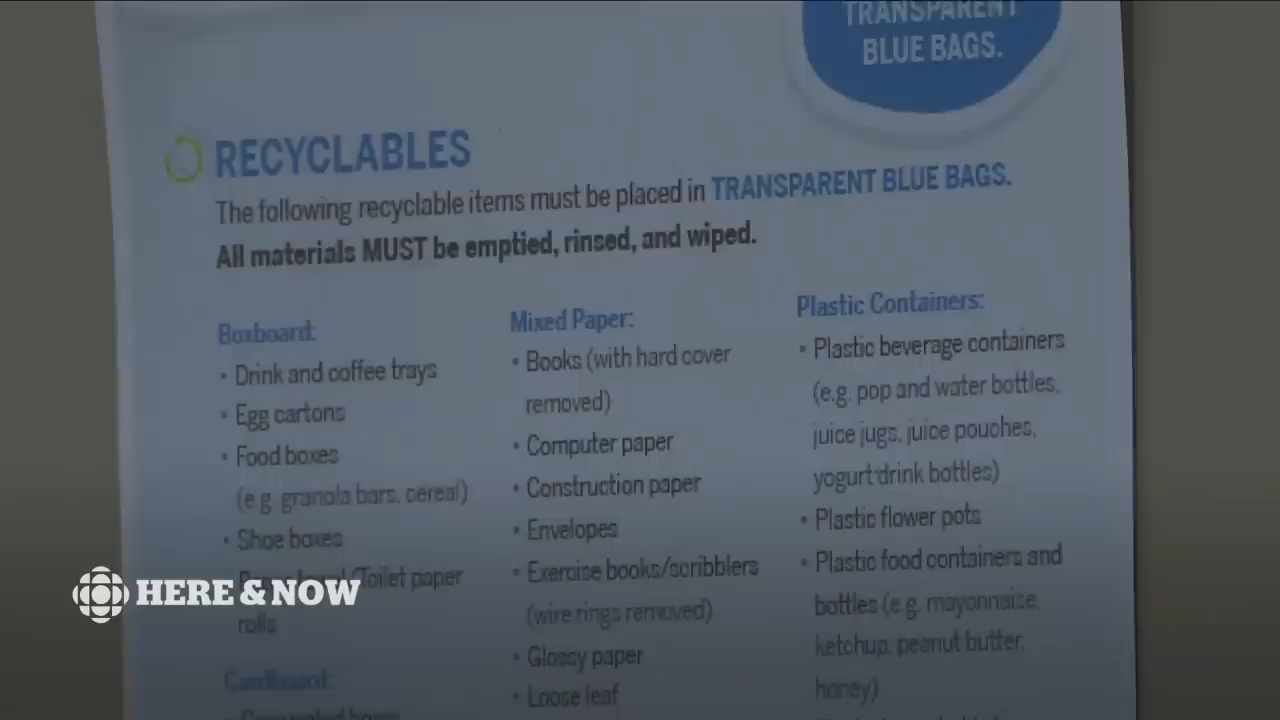 TRANSPARENT
BLUE BAGS.
RECYCLABLES
The following recyclable items must be placed in TRANSPARENT BLUE BAGS.
All materials MUST be emptied, rinsed, and wiped.
Boxboard:
• Drink and coffee trays
• Egg cartons
• Food boxes
(e.g. granola bars, cereal)
• Shoe boxes
Toilet paper
rolls
Cardboard:
Mixed Paper:
• Books (with hard cover
removed)
• Computer paper
• Construction paper
• Envelopes
• Exercise books/scribblers
(wire rings removed)
• Glossy paper
• Loose leaf
Plastic Containers:
• Plastic beverage containers
(e.g. pop and water bottles,
juice jugs, juice pouches,
yogurt drink bottles)
• Plastic flower pots
• Plastic food containers and
bottles (e.g. mayonnaise,
ketchup, peanut butter,
honey)
HERE & NOW